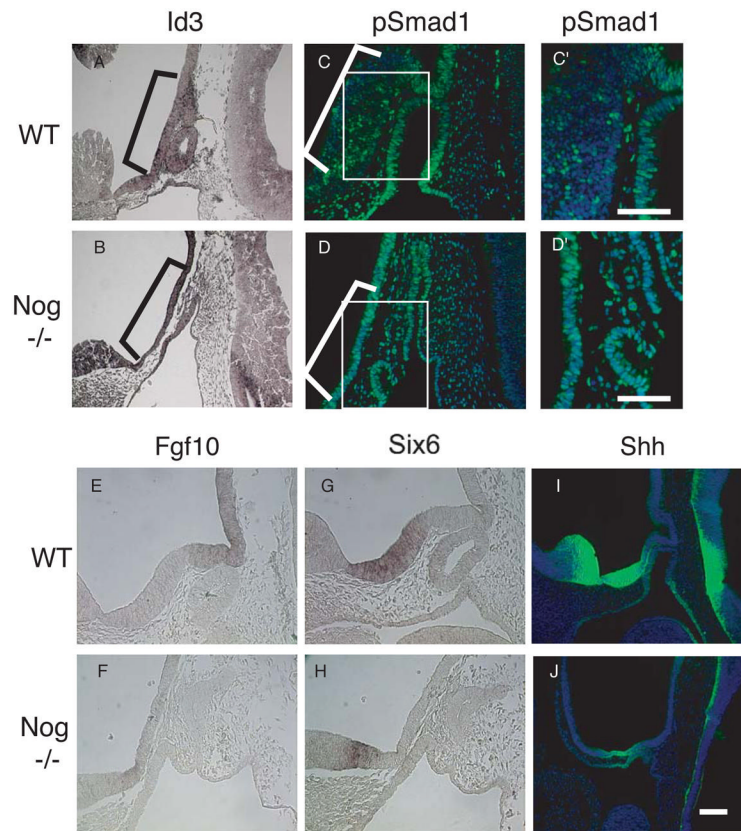 Id3 pSmad1 pSmad1
WT A C C'
Nog -/- B D D'
Fgf10 Six6 Shh
WT E G I
Nog -/- F H J